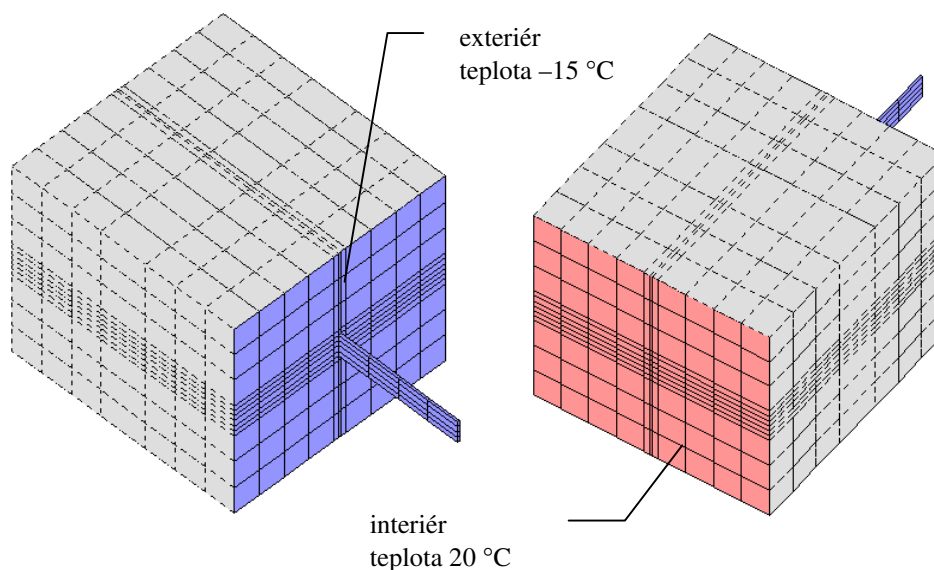 exteriér
teplota –15 °C
interiér
teplota 20 °C